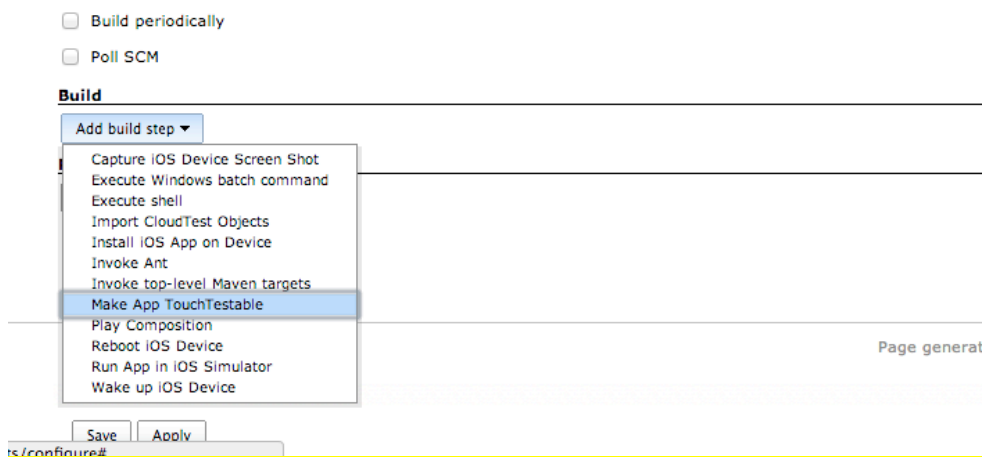 Build periodically
Poll SCM
Build
Add build step
Capture iOS Device Screen Shot
Execute Windows batch command
Execute shell
Import CloudTest Objects
Install iOS App on Device
Invoke Ant
Invoke top-level Maven targets
Make App TouchTestable
Play Composition
Reboot iOS Device
Run App in iOS Simulator
Wake up iOS Device
Page generat
Save Apply
ts/configure#